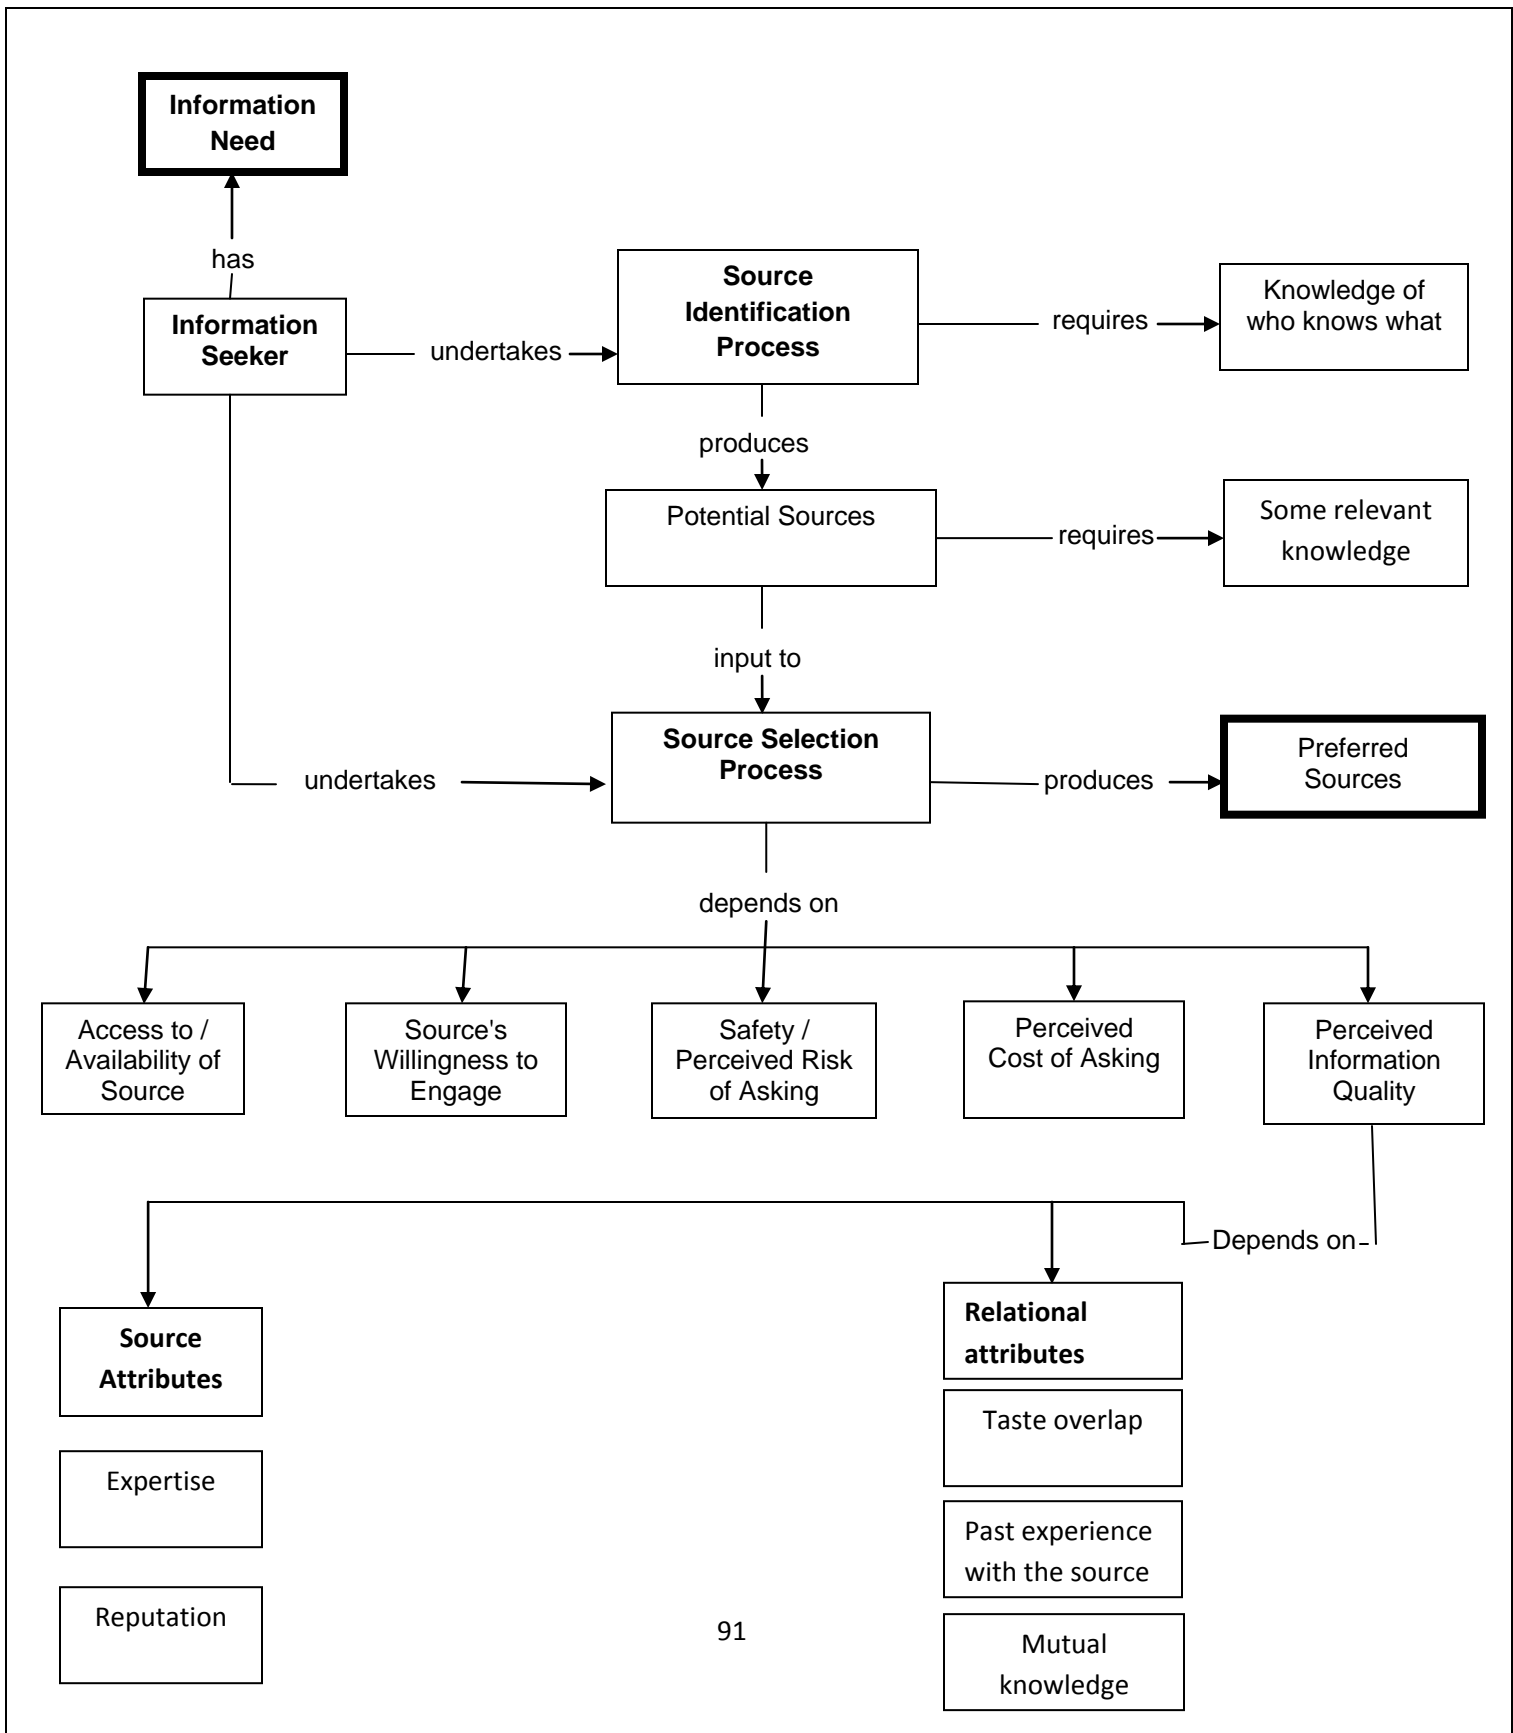 Information
Need
has
Information
Seeker
undertakes
Source
Identification
Process
requires
Knowledge of
who knows what
produces
Potential Sources
requires
Some relevant
knowledge
input to
undertakes
Source Selection
Process
produces
Preferred
Sources
depends on
Access to /
Availability of
Source
Source's
Willingness to
Engage
Safety /
Perceived Risk
of Asking
Perceived
Cost of Asking
Perceived
Information
Quality
Depends on
Source
Attributes
Expertise
Reputation
Relational
attributes
Taste overlap
Past experience
with the source
Mutual
knowledge
91